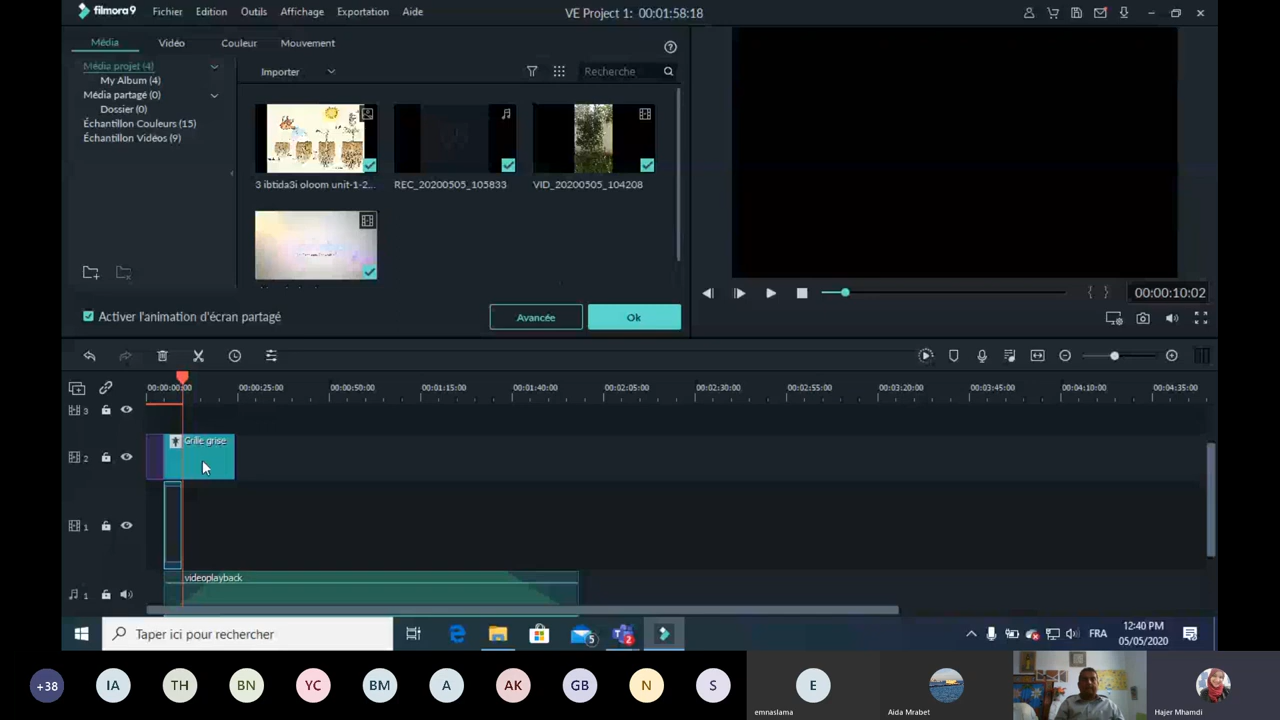 filmora9 Fichier Edition Outils Affichage Exportation Aide VE Project 1: 00:01:58:18
Média Vidéo Couleur Mouvement
Média projet (4)
My Album (4)
Média partagé (0)
Dossier (0)
Échantillon Couleurs (15)
Échantillon Vidéos (9)
Importer Recherche
3 ibtida3i oloom unit-1-2... REC_20200505_105833 VID_20200505_104208
Activer l'animation d'écran partagé Avancée Ok
00:00:10:02
00:00:00:00 00:00:25:00 00:00:50:00 00:01:15:00 00:01:40:00 00:02:05:00 00:02:30:00 00:02:55:00 00:03:20:00 00:03:45:00 00:04:10:00 00:04:35:00
3
2 Grille grise
1
1 videoplayback
Taper ici pour rechercher 5 2 FRA 12:40 PM
05/05/2020
+38 IA TH BN YC BM A AK GB N S E
emnaslama Aida Mrabet Hajer Mhamdi